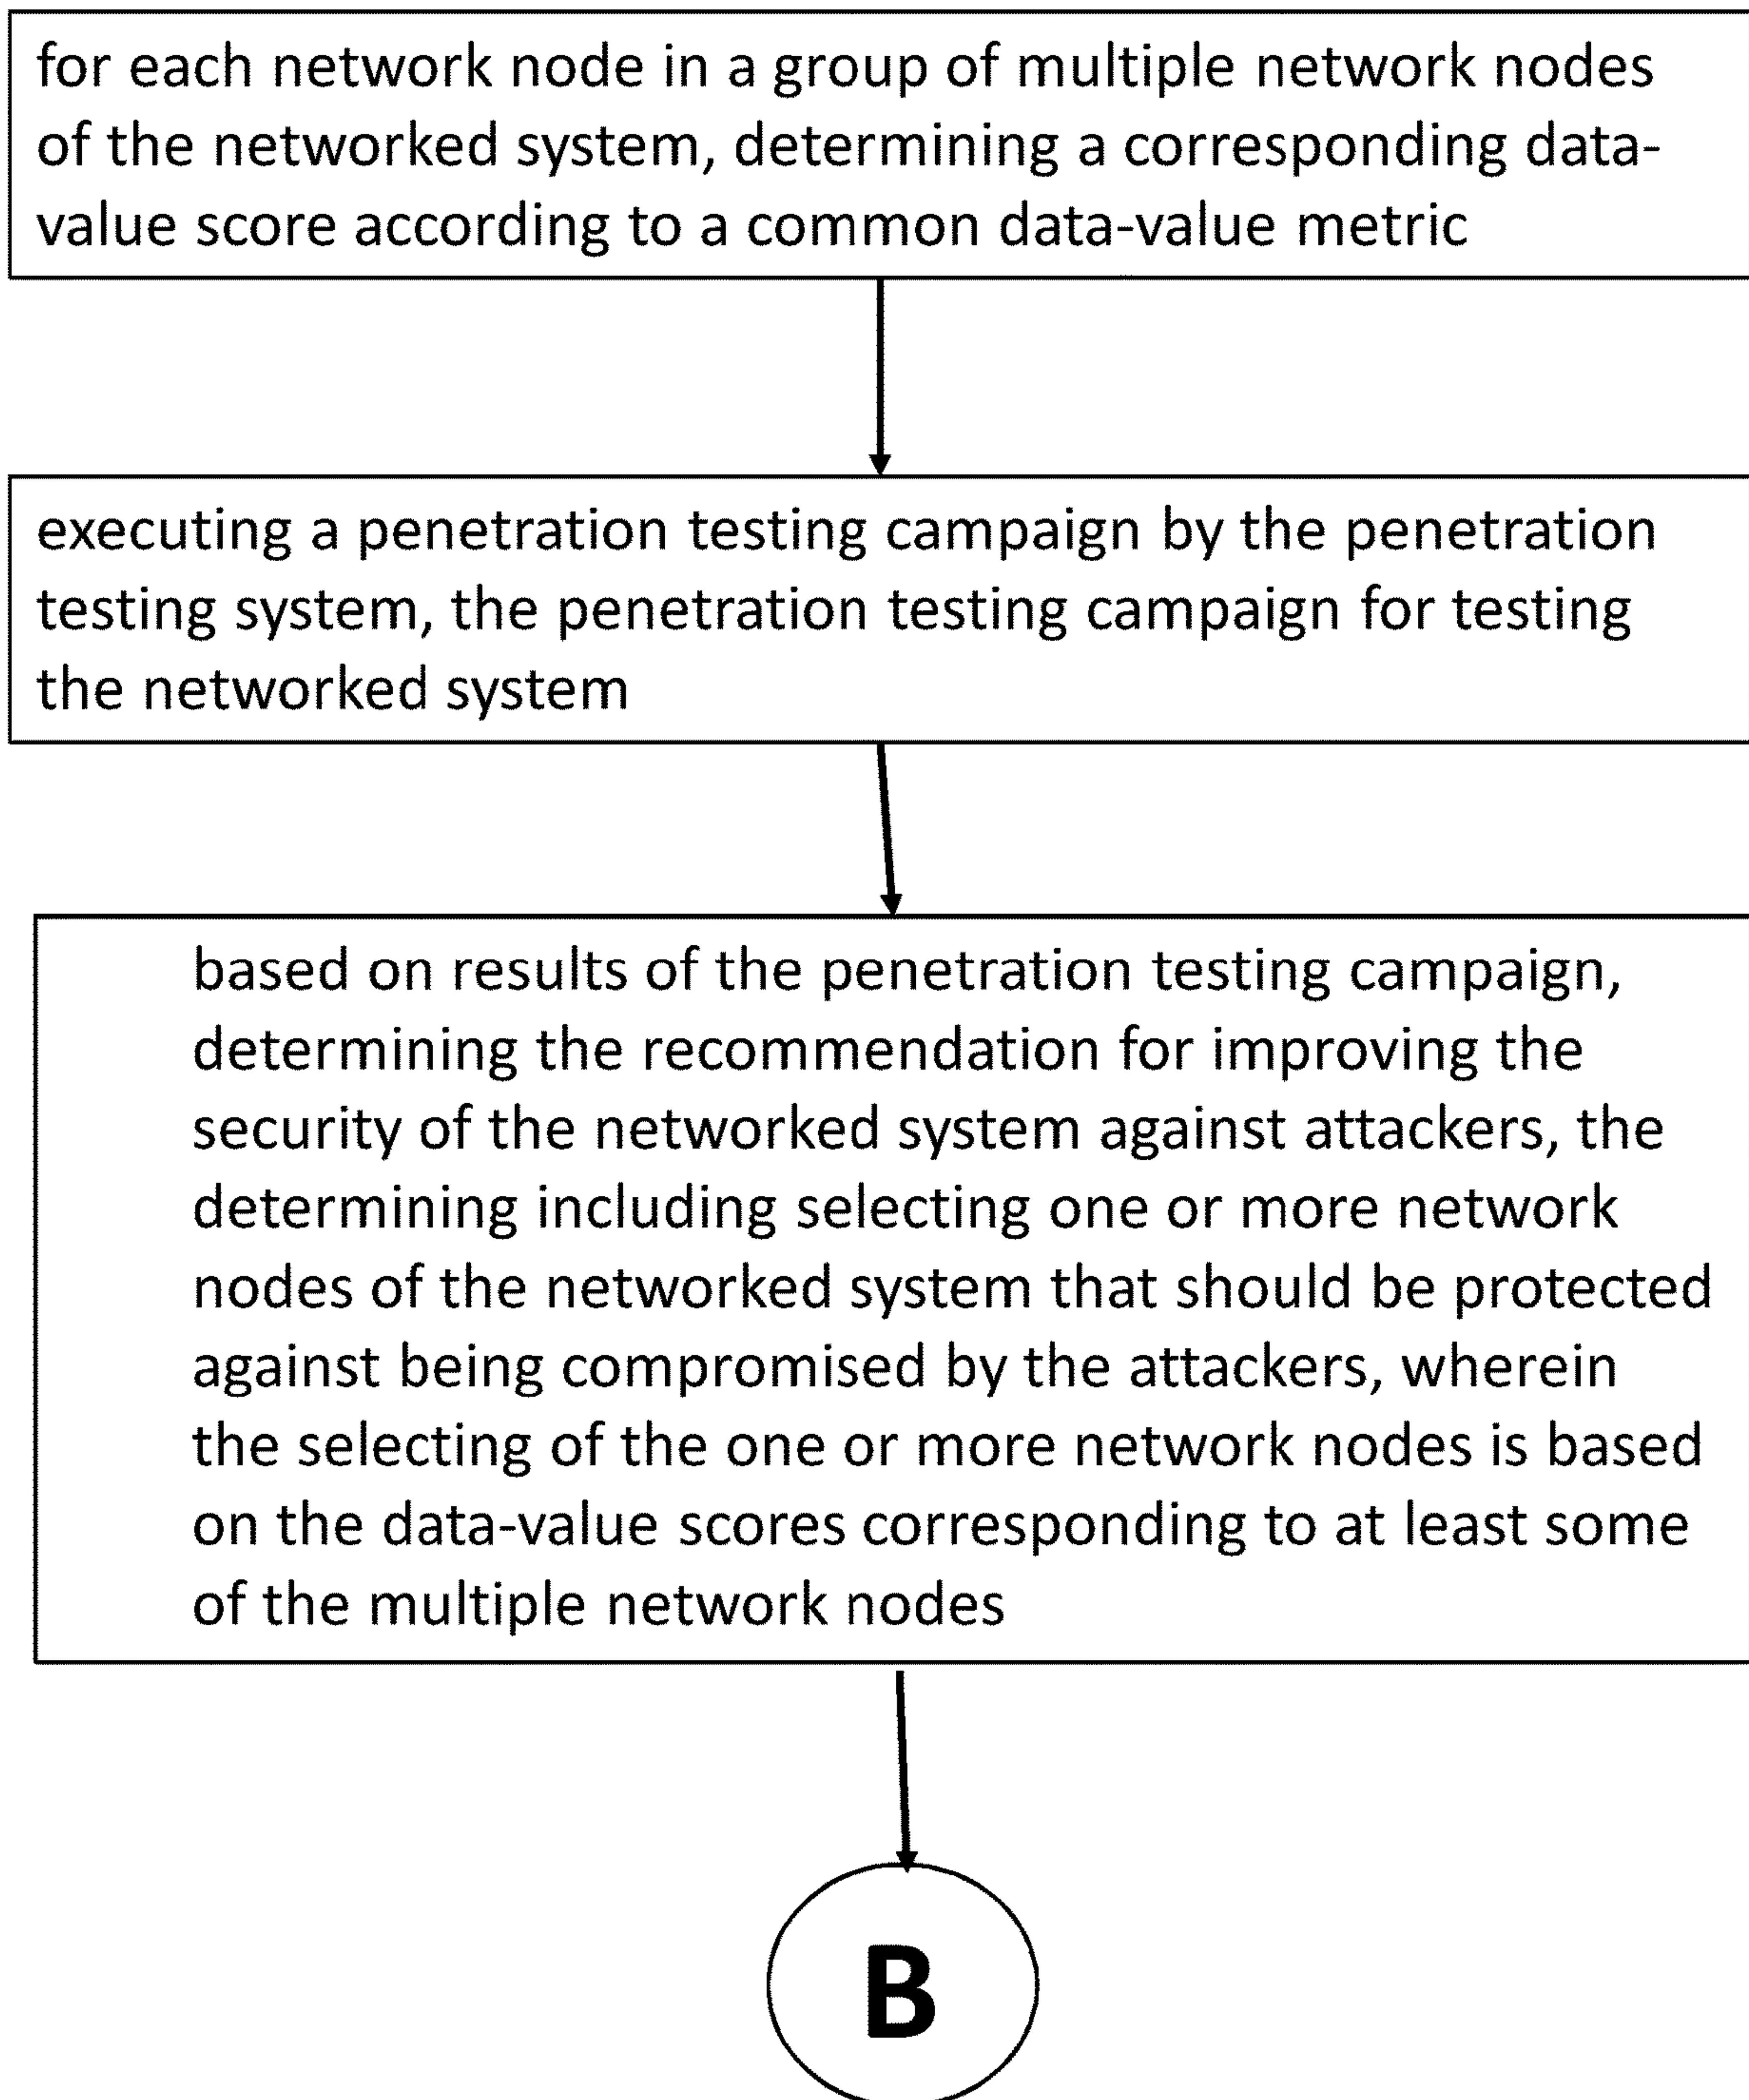 for each network node in a group of multiple network nodes
of the networked system, determining a corresponding data-
value score according to a common data-value metric
executing a penetration testing campaign by the penetration
testing system, the penetration testing campaign for testing
the networked system
based on results of the penetration testing campaign,
determining the recommendation for improving the
security of the networked system against attackers, the
determining including selecting one or more network
nodes of the networked system that should be protected
against being compromised by the attackers, wherein
the selecting of the one or more network nodes is based
on the data-value scores corresponding to at least some
of the multiple network nodes
B